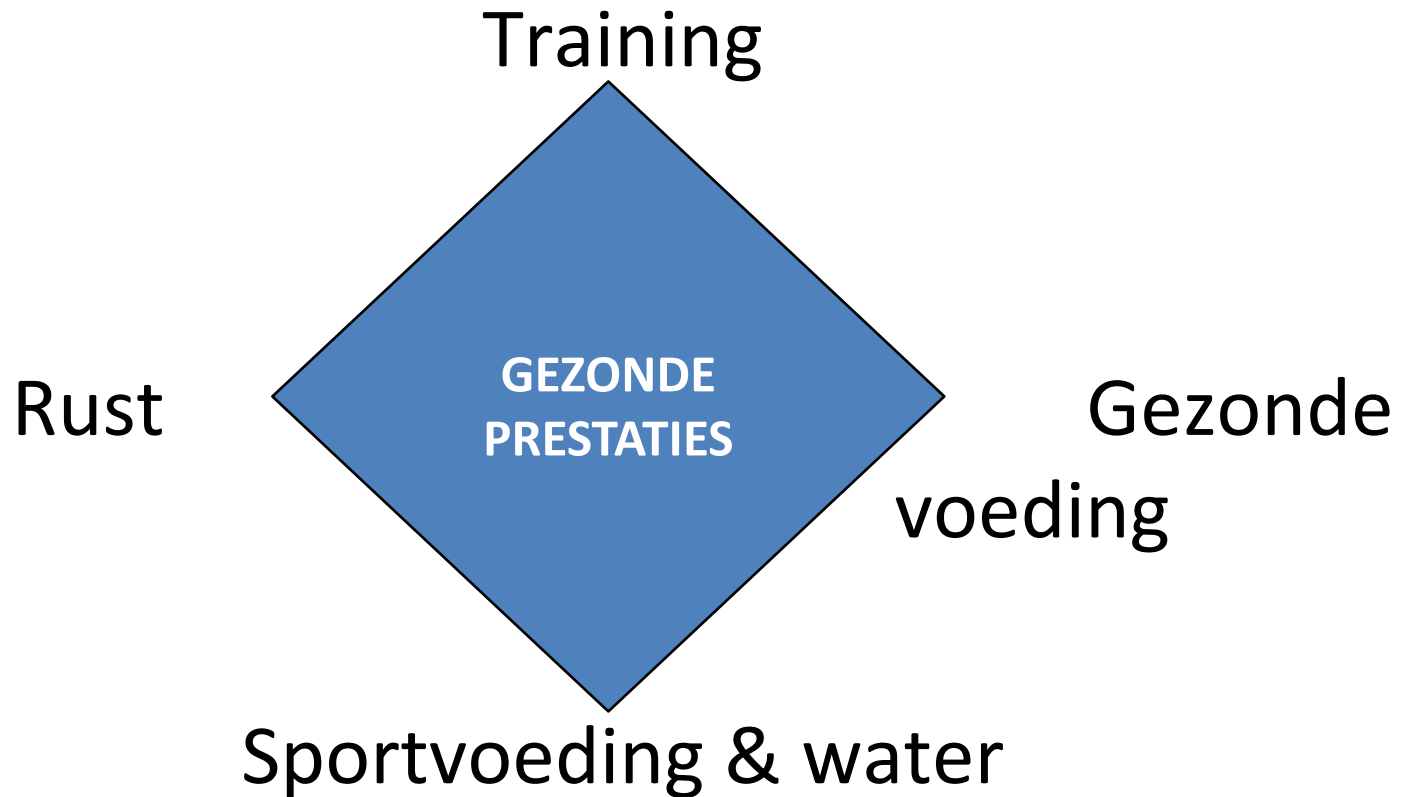 Training
GEZONDE
PRESTATIES
Rust
Gezonde
voeding
Sportvoeding & water